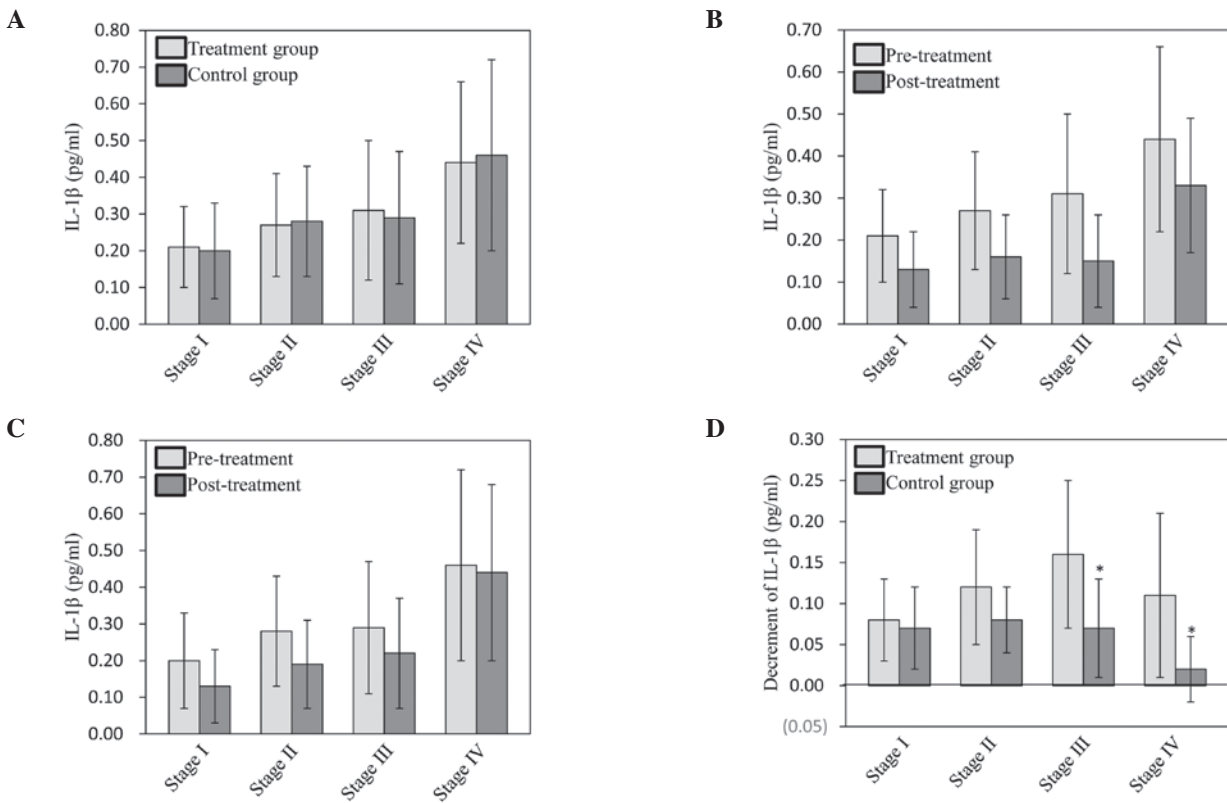 A
0.80
0.70
0.60
0.50
0.40
0.30
0.20
0.10
0.00
IL-1β (pg/ml)
Treatment group
Control group
Stage I
Stage II
Stage III
Stage IV
B
0.70
0.60
0.50
0.40
0.30
0.20
0.10
0.00
IL-1β (pg/ml)
Pre-treatment
Post-treatment
Stage I
Stage II
Stage III
Stage IV
C
0.80
0.70
0.60
0.50
0.40
0.30
0.20
0.10
0.00
IL-1β (pg/ml)
Pre-treatment
Post-treatment
Stage I
Stage II
Stage III
Stage IV
D
0.30
0.25
0.20
0.15
0.10
0.05
0.00
(0.05)
Decrement of IL-1β (pg/ml)
Treatment group
Control group
*
*
Stage I
Stage II
Stage III
Stage IV